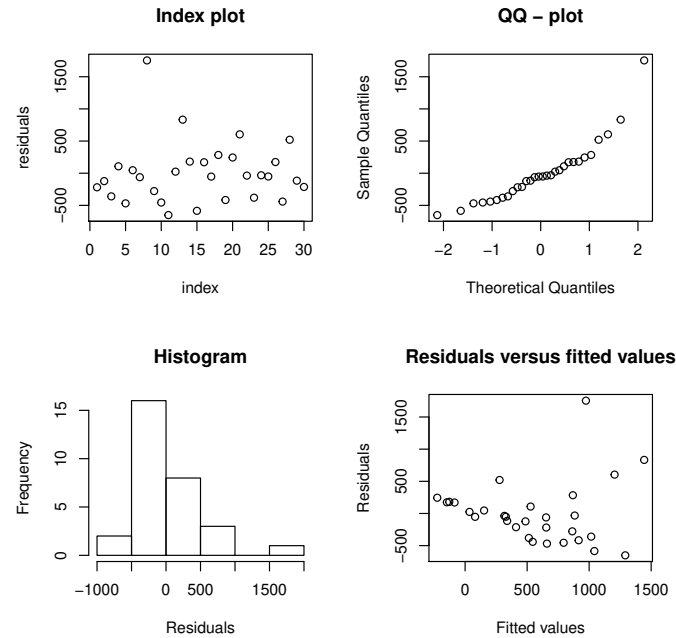 Index plot
residuals
1500
500
−500
0 5 10 15 20 25 30
index
QQ − plot
Sample Quantiles
1500
500
−500
−2 −1 0 1 2
Theoretical Quantiles
Histogram
Frequency
15
10
5
0
−1000 0 500 1500
Residuals
Residuals versus fitted values
Residuals
1500
500
−500
0 500 1000 1500
Fitted values